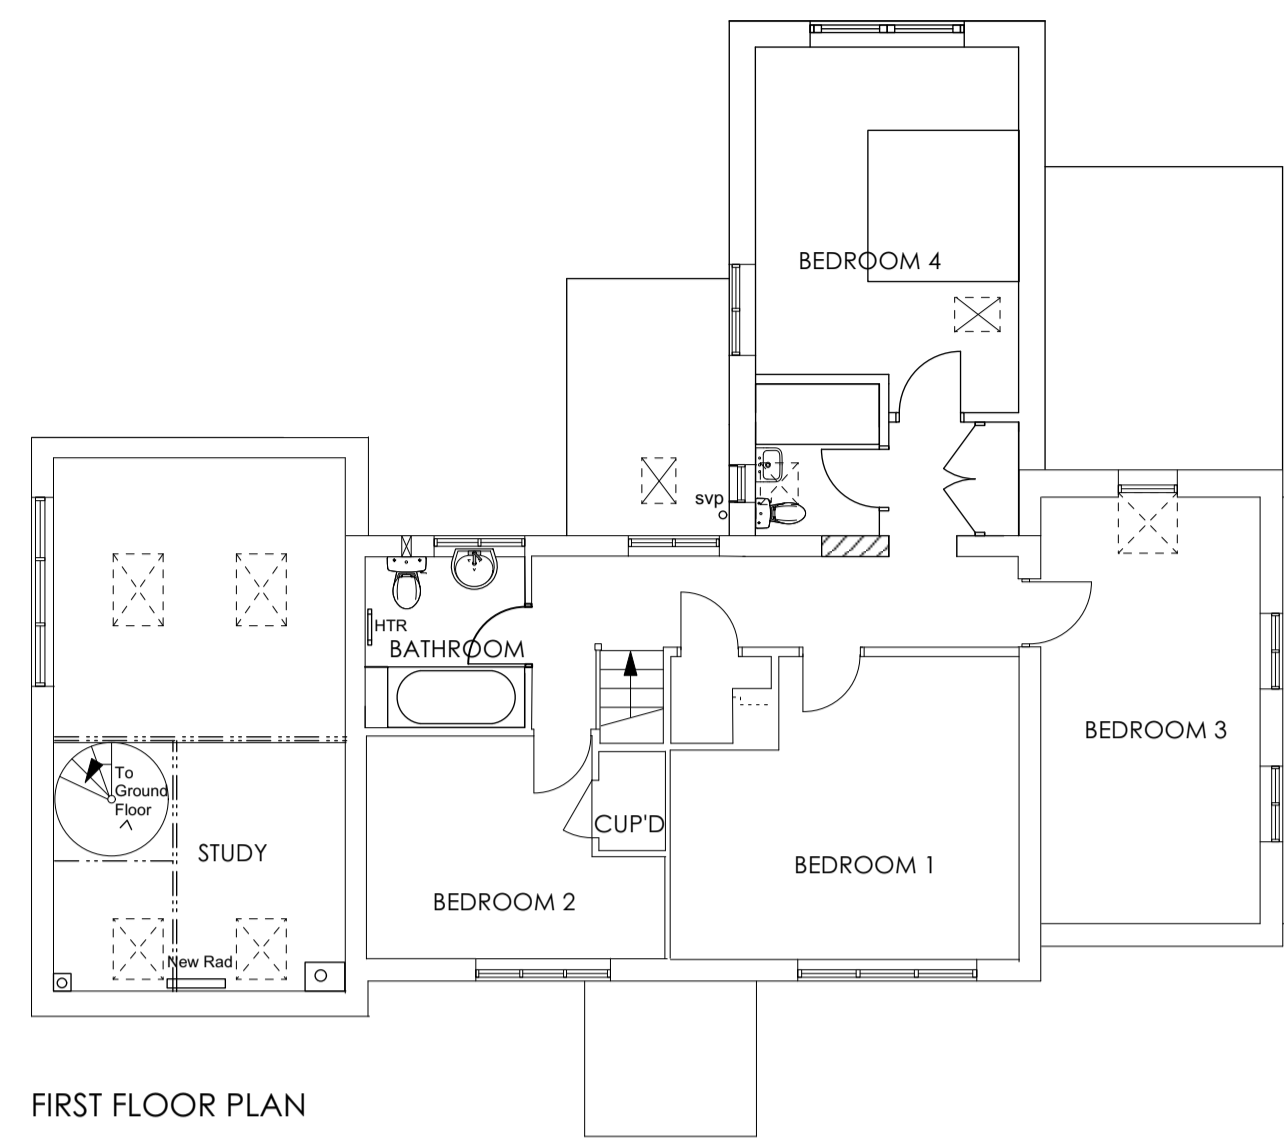 BEDROOM 4
svp
HTR
BATHROOM
BEDROOM 3
To
Ground
Floor
STUDY
CUP'D
BEDROOM 1
BEDROOM 2
New Rad
FIRST FLOOR PLAN